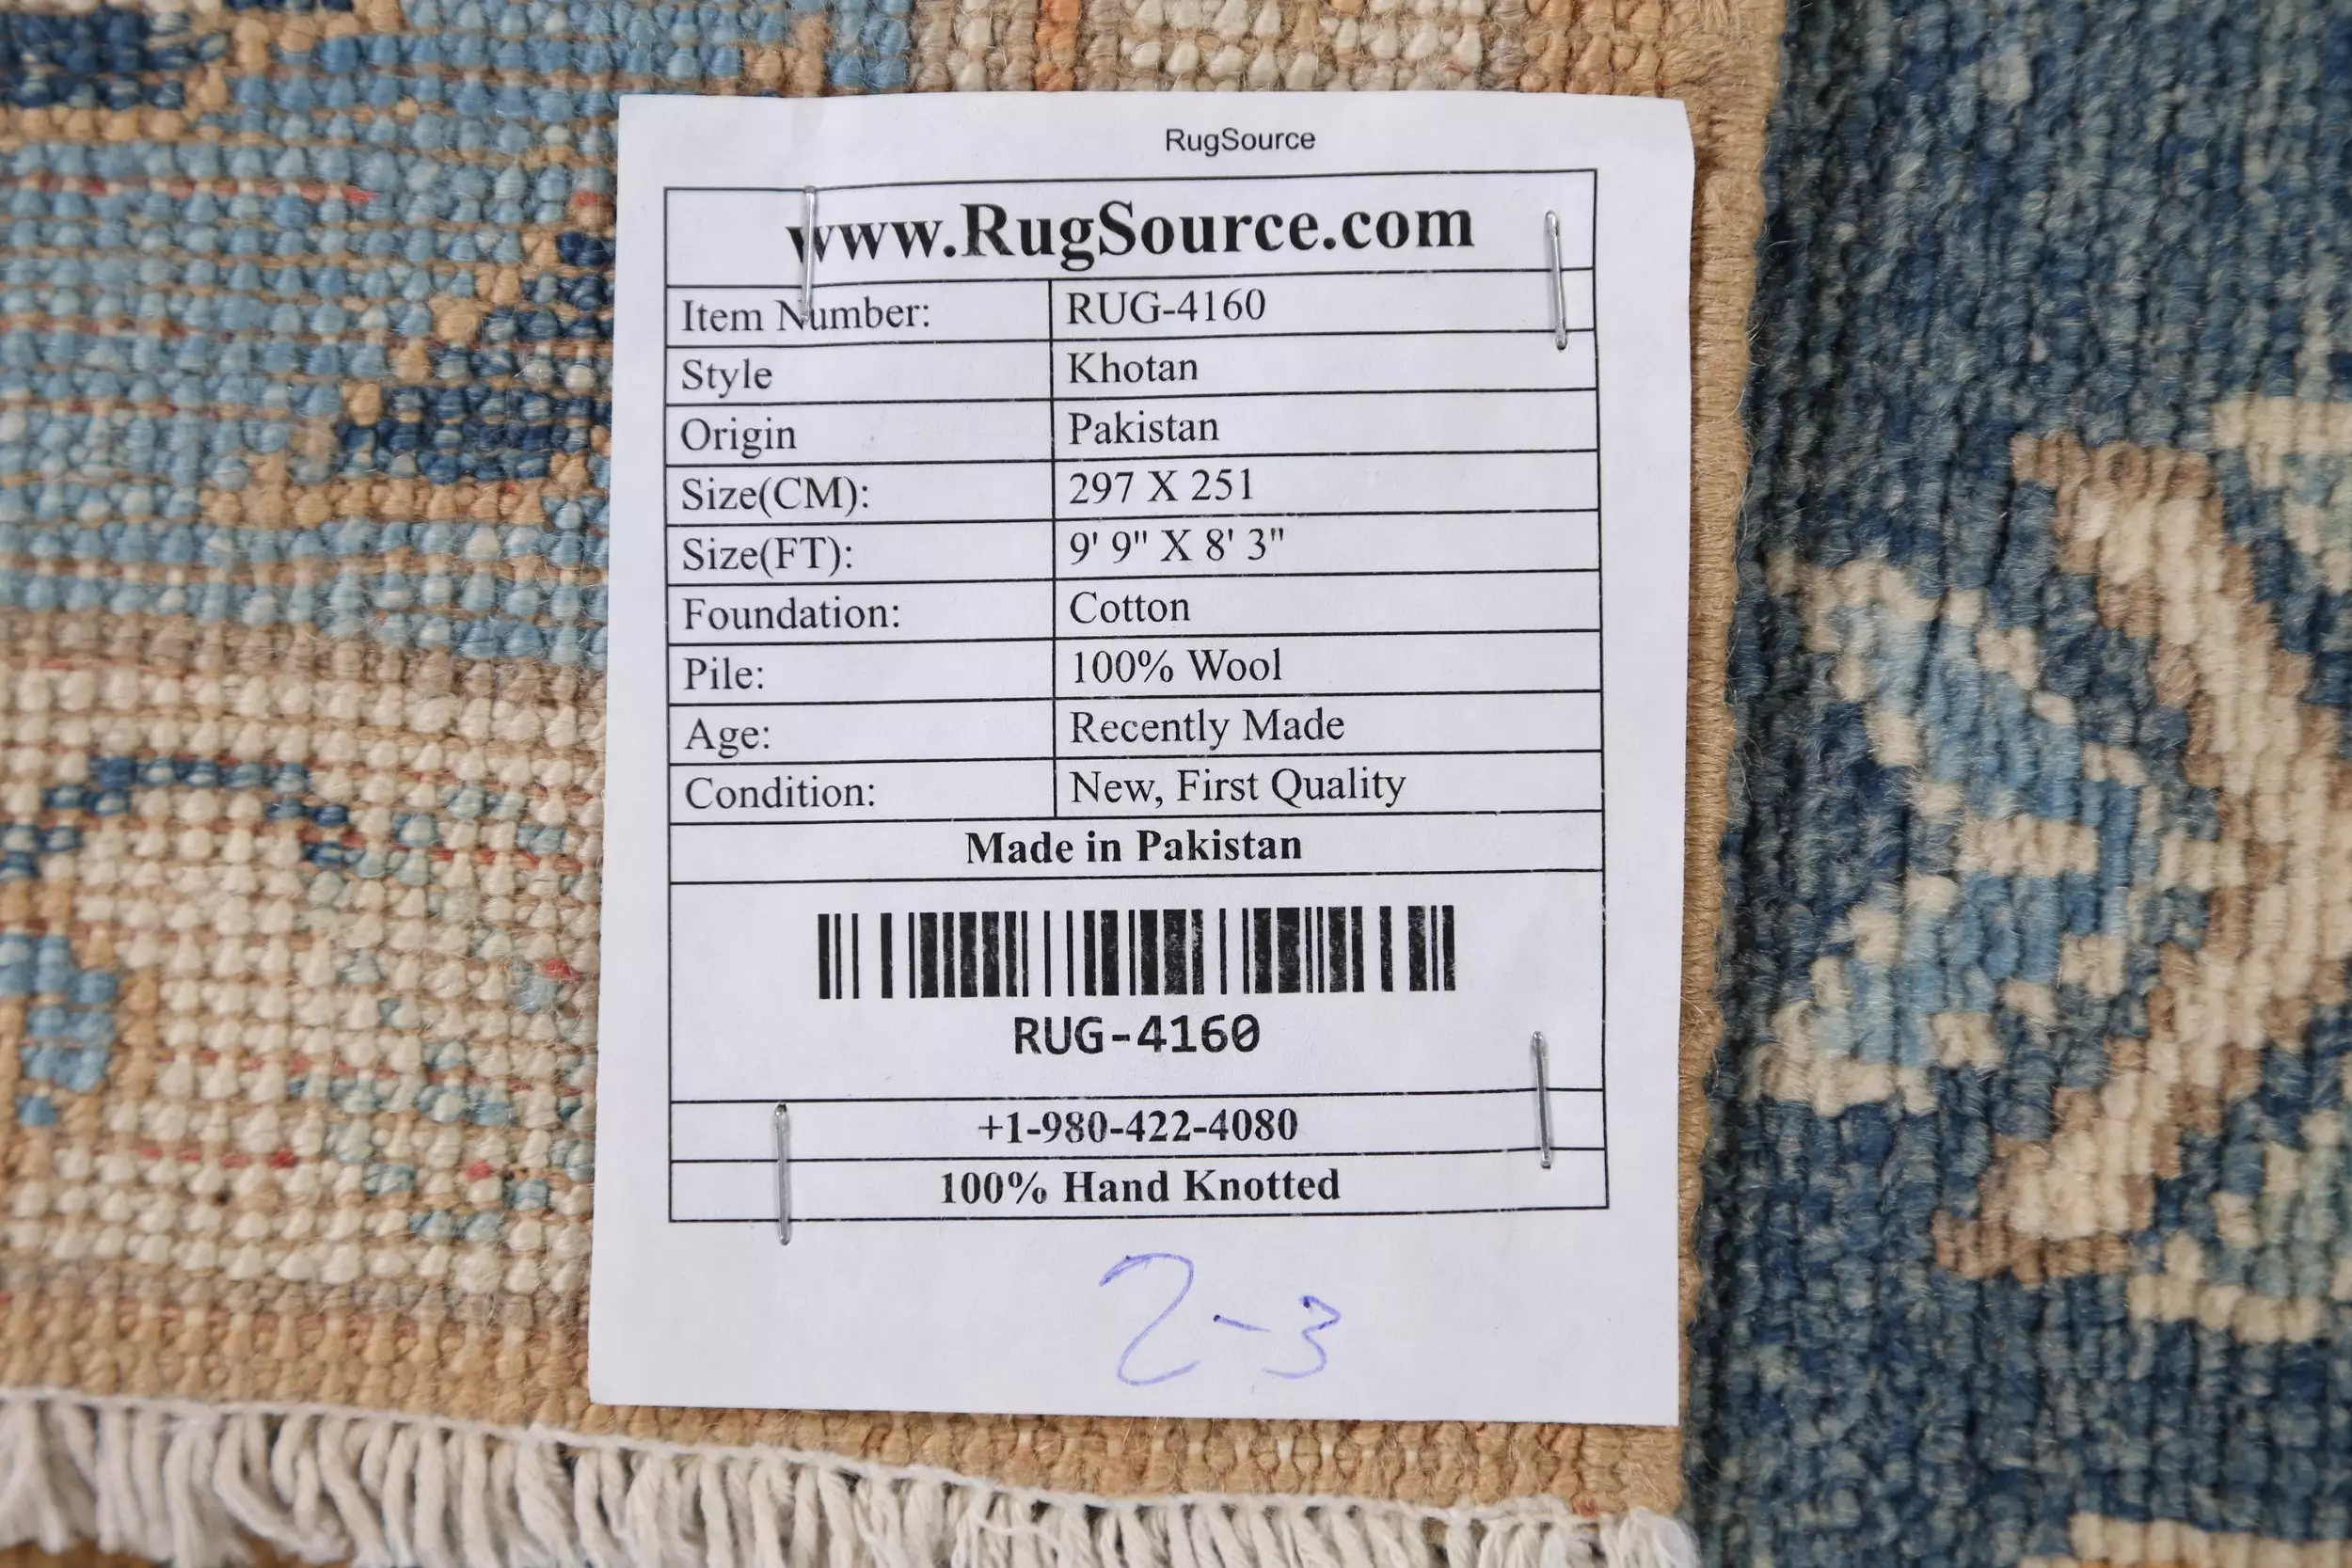 RugSource
www.RugSource.com
Item Number: RUG-4160
Style Khotan
Origin Pakistan
Size(CM): 297 X 251
Size(FT): 9' 9" X 8' 3"
Foundation: Cotton
Pile: 100% Wool
Age: Recently Made
Condition: New, First Quality
Made in Pakistan
RUG-4160
+1-980-422-4080
100% Hand Knotted
2-3